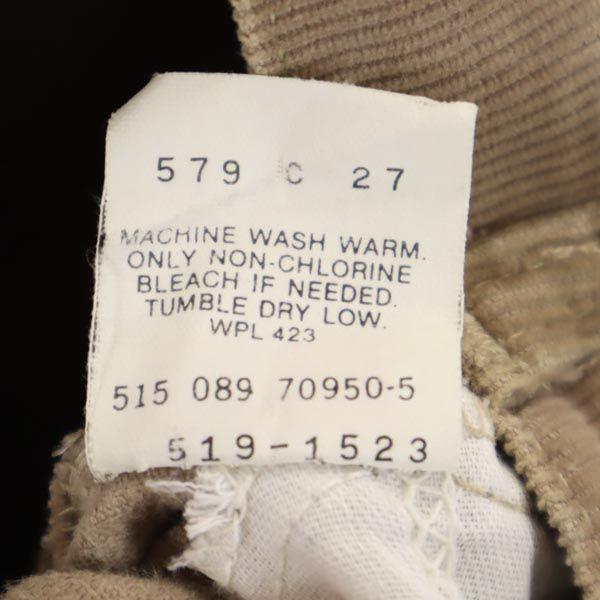 579 C 27
MACHINE WASH WARM.
ONLY NON-CHLORINE
BLEACH IF NEEDED.
TUMBLE DRY LOW.
WPL 423
515 089 70950-5
519-1523